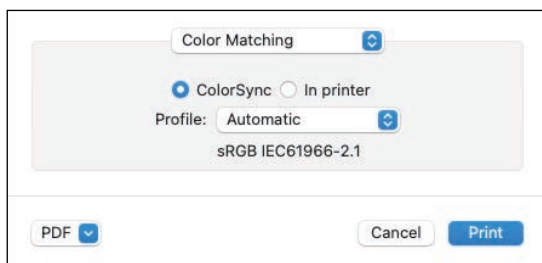 Color Matching
ColorSync In printer
Profile: Automatic
sRGB IEC61966-2.1
PDF Cancel Print